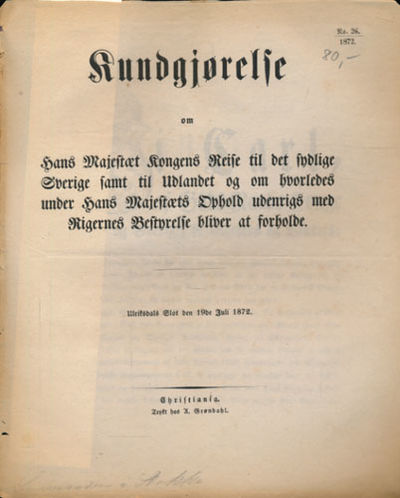 No. 26.
1872.
80,-
Kundgjørelse
om
Hans Majestæt Kongens Reise til det sydlige
Sverige samt til Udlandet og om hvorledes
under Hans Majestæts Ophold udenrigs med
Rigernes Bestyrelse bliver at forholde.
Ulriksdals Slot den 19de Juli 1872.
Christiania.
Trykt hos A. Grøndahl.